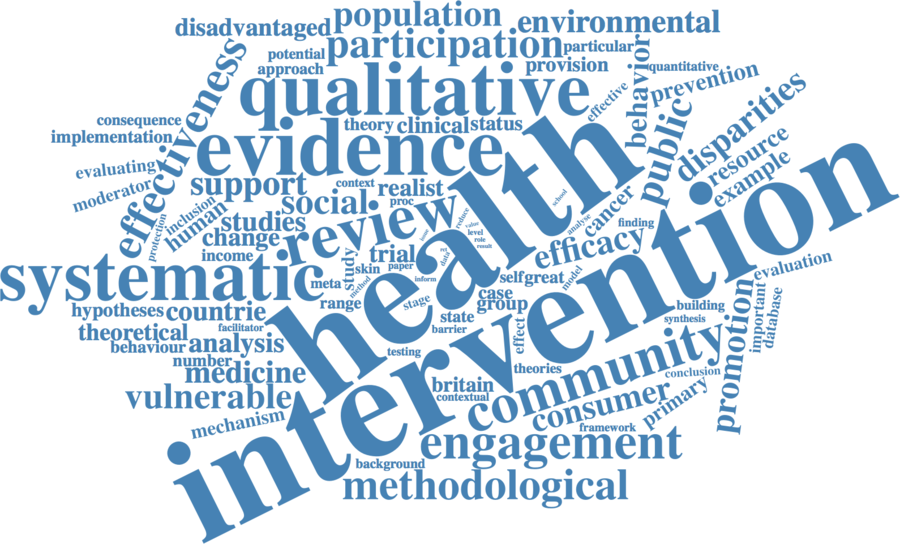 population
disadvantaged
environmental
participation
particular
potential
approach
provision
behavior
quantitative
qualitative
effective
prevention
effectiveness
consequence
implementation
theory
clinical
status
evidence
public
disparities
resource
example
evaluating
moderator
support
context
realist
social
proc
inclusion
human
protection
studies
change
income
review
health
school
cancer
analyse
finding
reduce
value
level
role
result
efficacy
trial
study
skin
paper
method
data
inform
stage
systematic
meta
range
self
great
model
case
group
state
barrier
intervention
evaluation
important
database
building
synthesis
promotion
hypotheses
countrie
theoretical
facilitator
behaviour
analysis
number
medicine
testing
effect
theories
vulnerable
britain
contextual
community
conclusion
consumer
primary
mechanism
framework
engagement
background
methodological